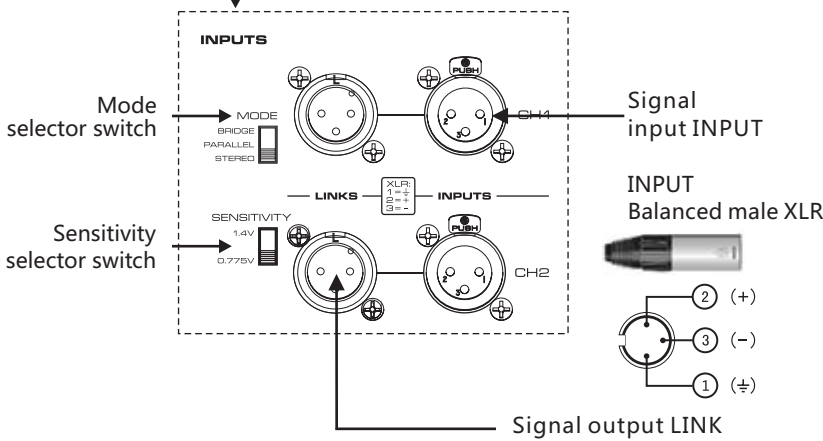 INPUTS
L
PUSH
2 1
3
CH1
Mode
selector switch
MODE
BRIDGE
PARALLEL
STEREO
Signal
input INPUT
LINKS
XLR:
1=⏚
2=+
3=-
INPUTS
INPUT
Balanced male XLR
SENSITIVITY
1.4V
0.775V
Sensitivity
selector switch
L
PUSH
2 1
3
CH2
2 (+)
3 (-)
1 (⏚)
Signal output LINK